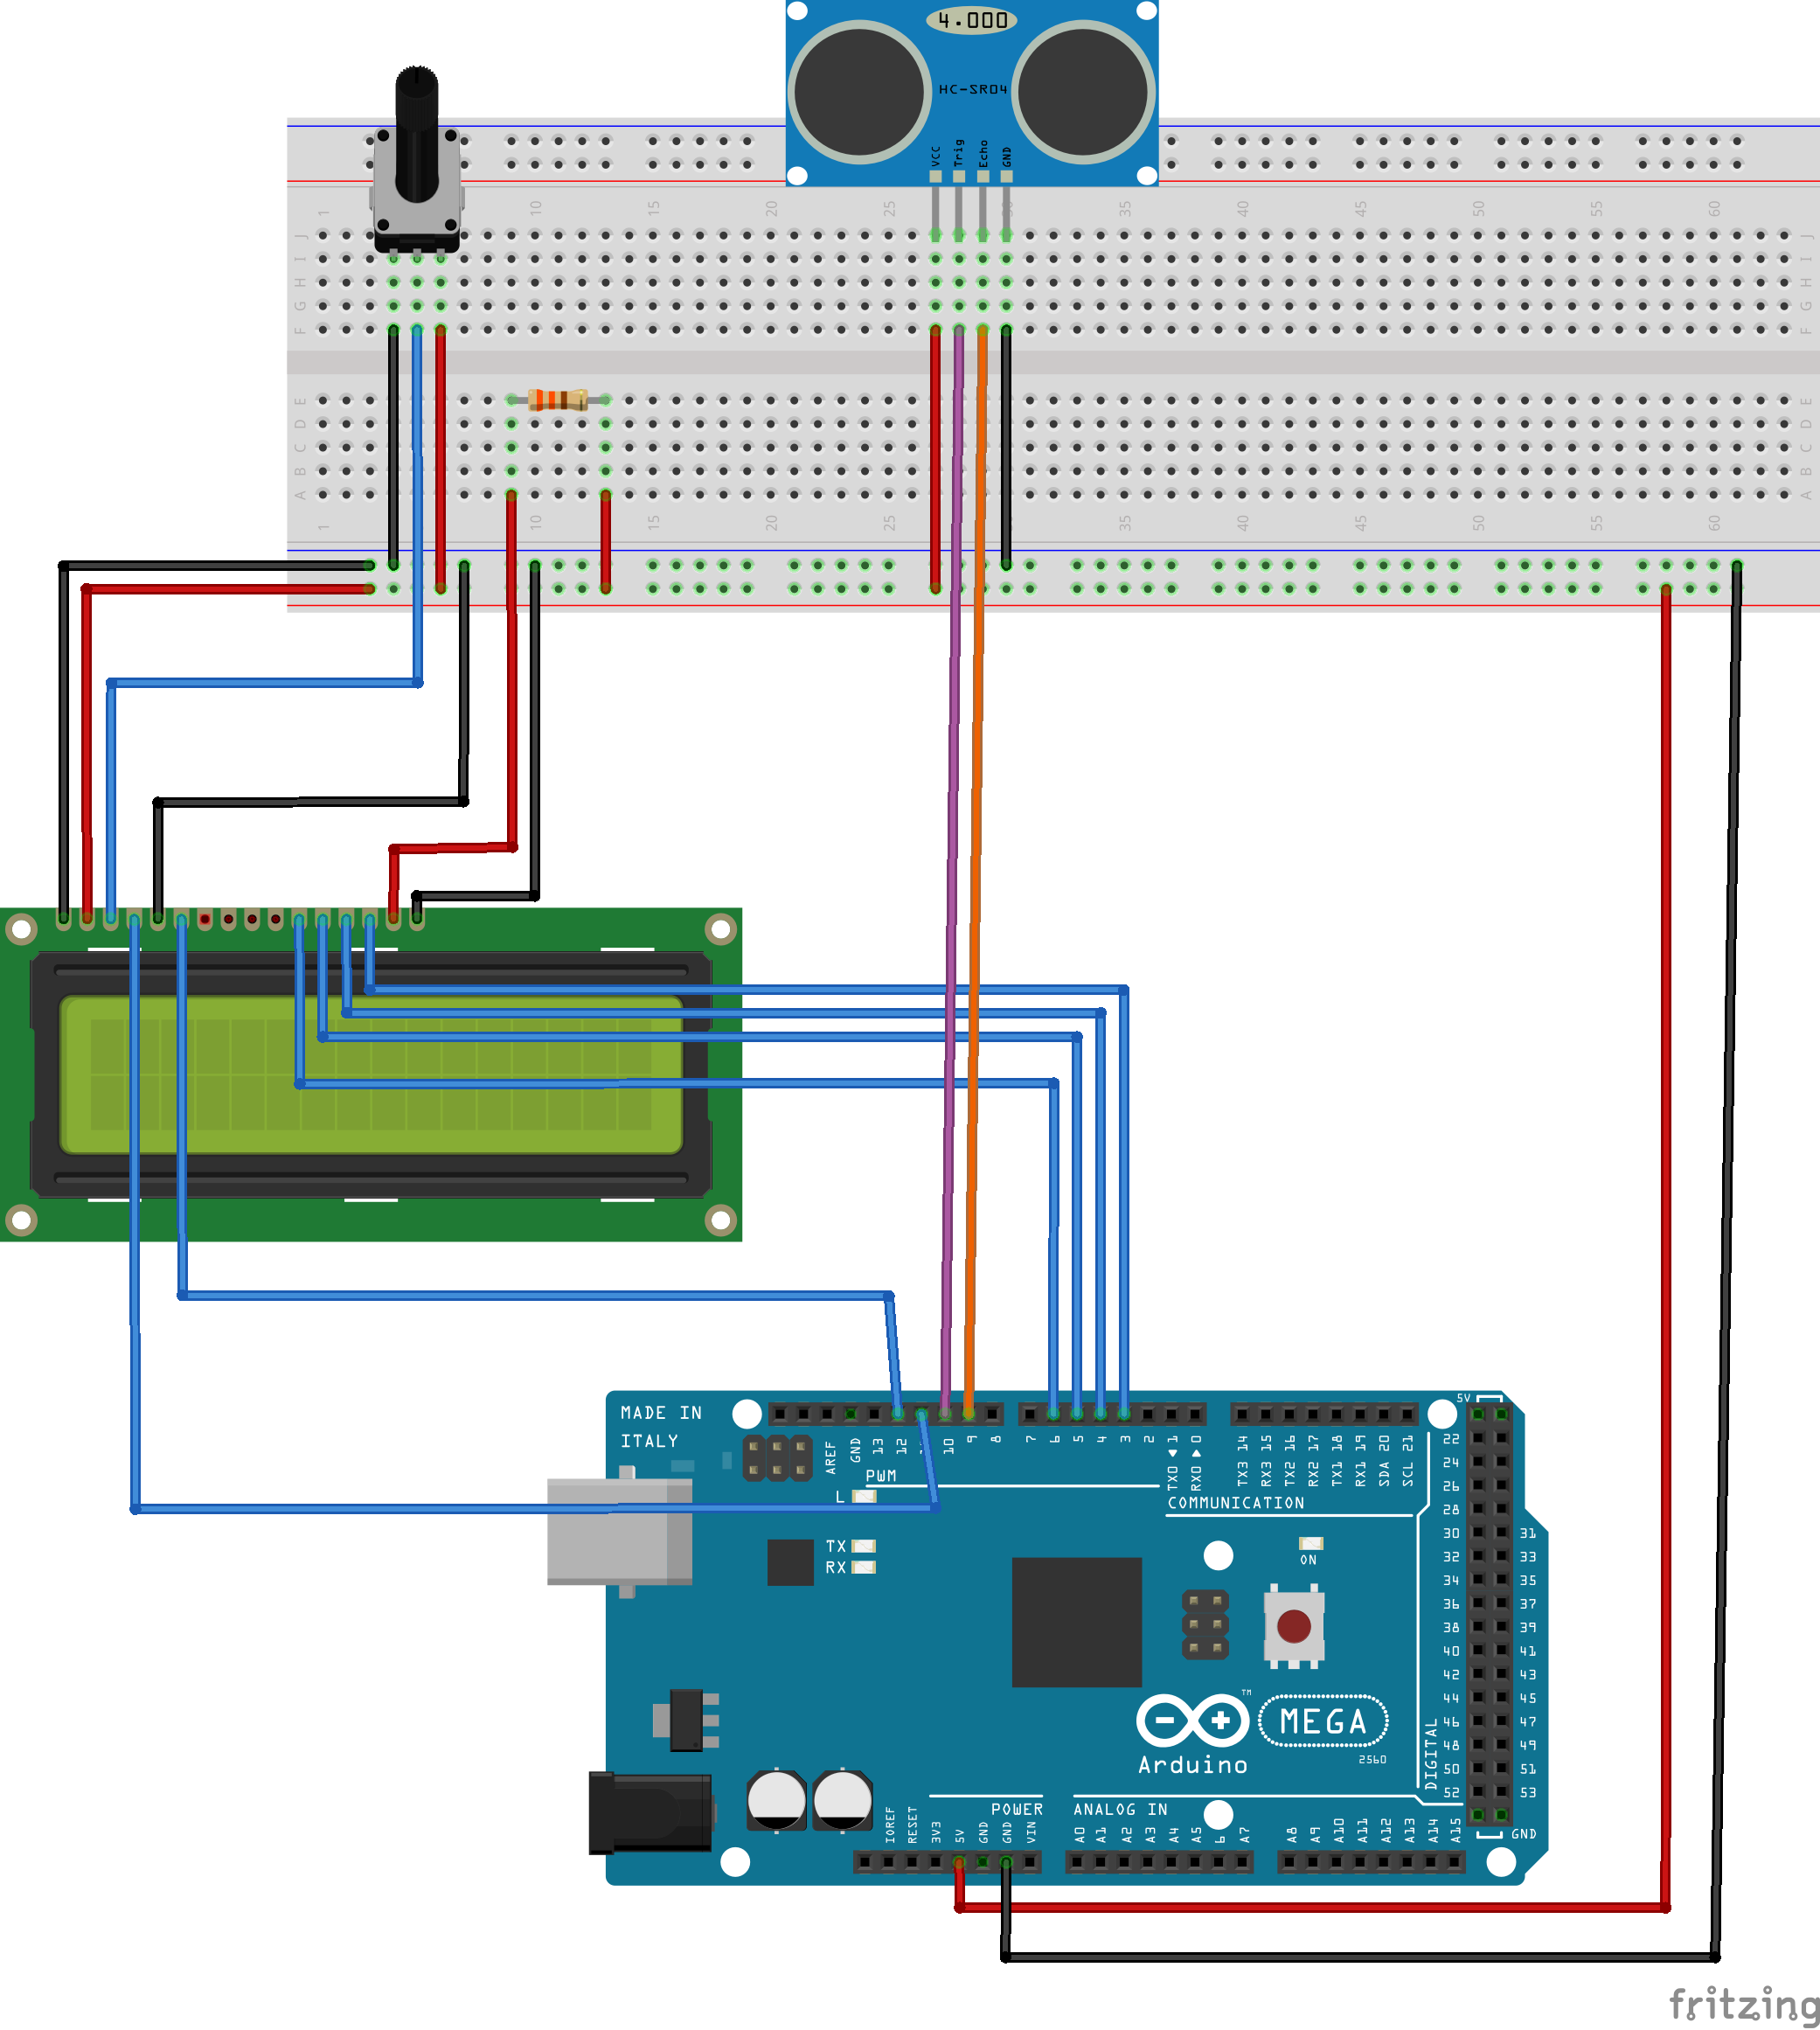 4.000
HC-SR04
VCC
Trig
Echo
GND
1
10
15
20
25
35
40
45
50
55
60
J
J
I
I
H
H
G
G
F
F
E
E
D
D
C
C
B
B
A
A
1
10
15
20
25
35
40
45
50
55
60
MADE IN
ITALY
AREF
GND
13
12
10
9
8
7
6
5
4
3
2
TX0 1
RX0 0
TX3 14
RX3 15
TX2 16
RX2 17
TX1 18
RX1 19
SDA 20
SCL 21
PWM
L
COMMUNICATION
TX
RX
ON
5V
22
24
26
28
30 31
32 33
34 35
36 37
38 39
40 41
42 43
44 45
46 47
48 49
50 51
52 53
GND
DIGITAL
TM
MEGA
2560
Arduino
POWER
ANALOG IN
IOREF
RESET
3V3
5V
GND
GND
VIN
A0
A1
A2
A3
A4
A5
A7
A8
A9
A10
A11
A12
A13
A14
A15
fritzing